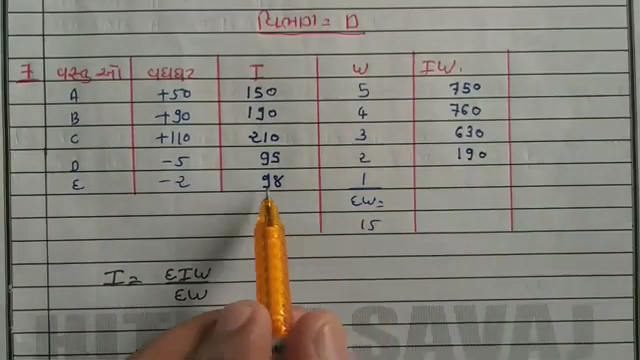 વિભાગ = D
7 વસ્તુઓ વધઘટ I W IW.
A +50 150 5 750
B +90 190 4 760
C +110 210 3 630
D -5 95 2 190
E -2 98 1
ΣW=
15
I = ΣIW
ΣW
SAVAJ